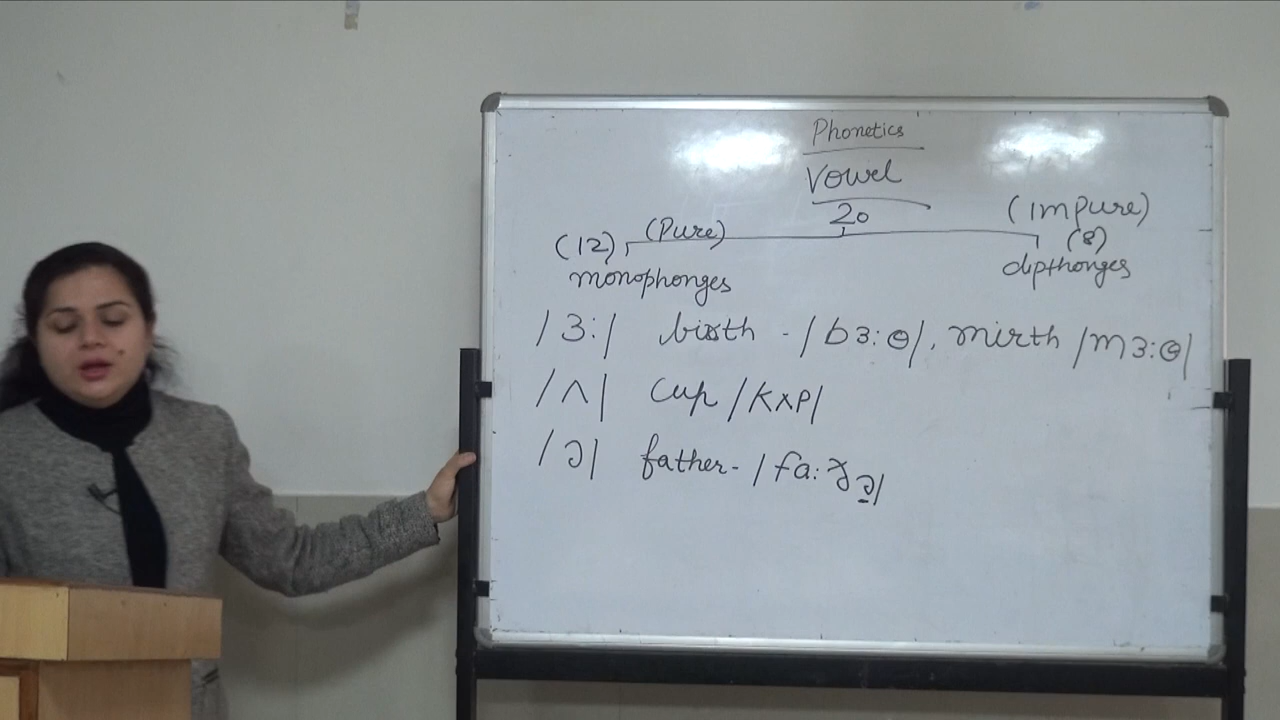 Phonetics
Vowel
20
(12) (Pure) (Impure)
(8)
monophonges dipthonges
/3:/ birth - /b3:θ/, mirth /m3:θ/
/ʌ/ cup /kʌp/
/ə/ father - /fa:ðə/